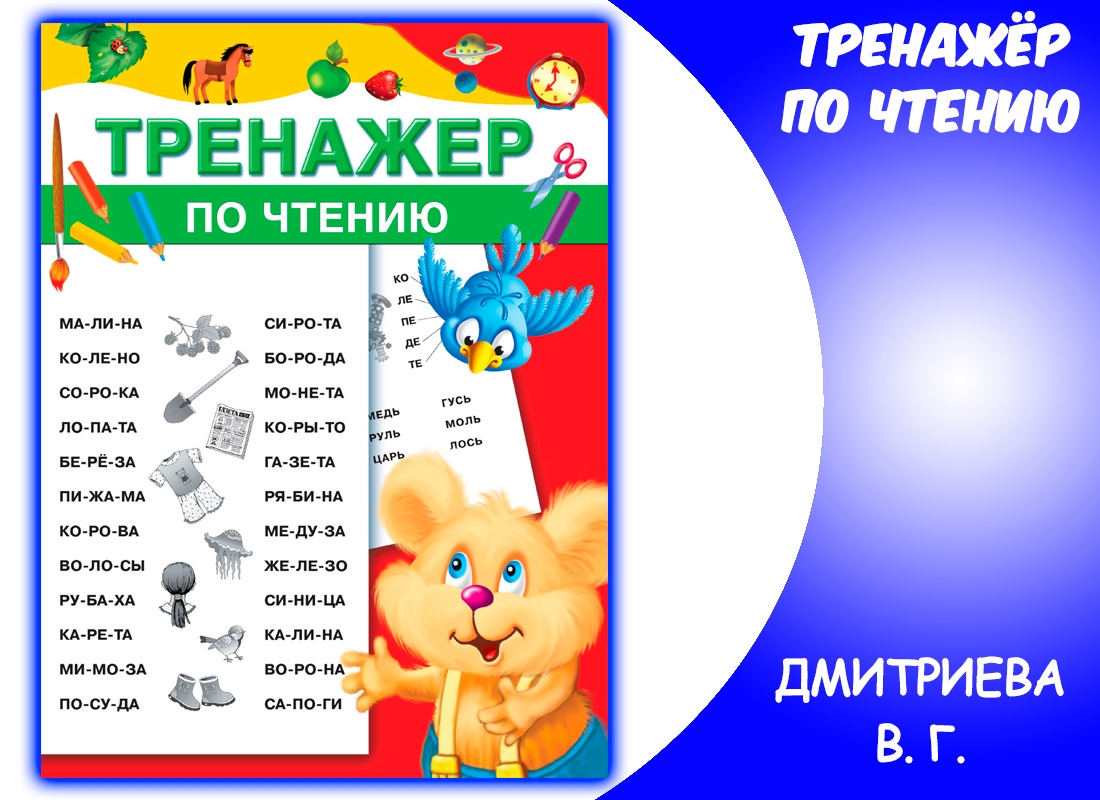 ТРЕНАЖЕР
ПО ЧТЕНИЮ
МА-ЛИ-НА
КО-ЛЕ-НО
СО-РО-КА
ЛО-ПА-ТА
БЕ-РЁ-ЗА
ПИ-ЖА-МА
КО-РО-ВА
ВО-ЛО-СЫ
РУ-БА-ХА
КА-РЕ-ТА
МИ-МО-ЗА
ПО-СУ-ДА
ГАЗЕТА
СИ-РО-ТА
БО-РО-ДА
МО-НЕ-ТА
КО-РЫ-ТО
ГА-ЗЕ-ТА
РЯ-БИ-НА
МЕ-ДУ-ЗА
ЖЕ-ЛЕ-ЗО
СИ-НИ-ЦА
КА-ЛИ-НА
ВО-РО-НА
СА-ПО-ГИ
КО
ЛЕ
ПЕ
ДЕ
ТЕ
МЕДЬ
РУЛЬ
ЦАРЬ
ГУСЬ
МОЛЬ
ЛОСЬ
ТРЕНАЖЁР
ПО ЧТЕНИЮ
ДМИТРИЕВА
В. Г.